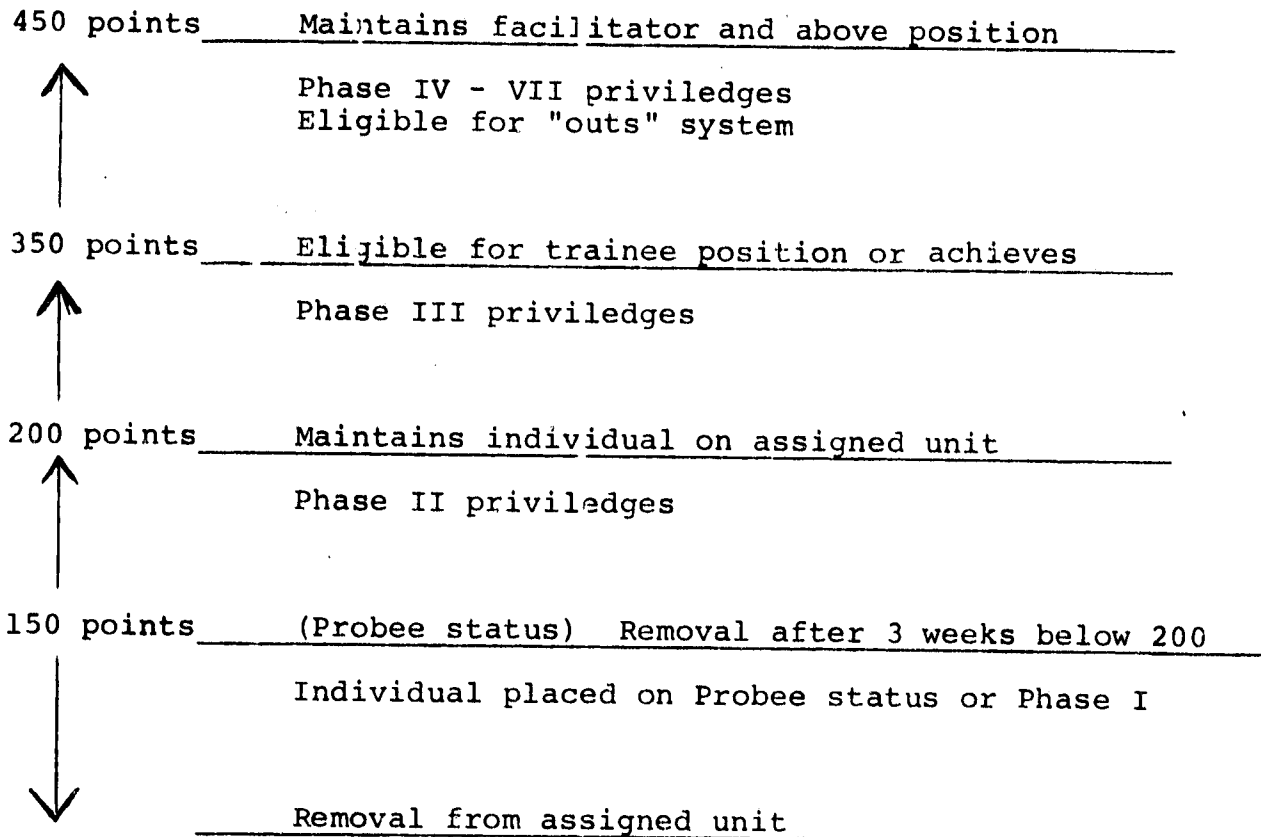 450 points Maintains facilitator and above position
Phase IV - VII priviledges
Eligible for "outs" system
350 points Eligible for trainee position or achieves
Phase III priviledges
200 points Maintains individual on assigned unit
Phase II priviledges
150 points (Probee status) Removal after 3 weeks below 200
Individual placed on Probee status or Phase I
Removal from assigned unit